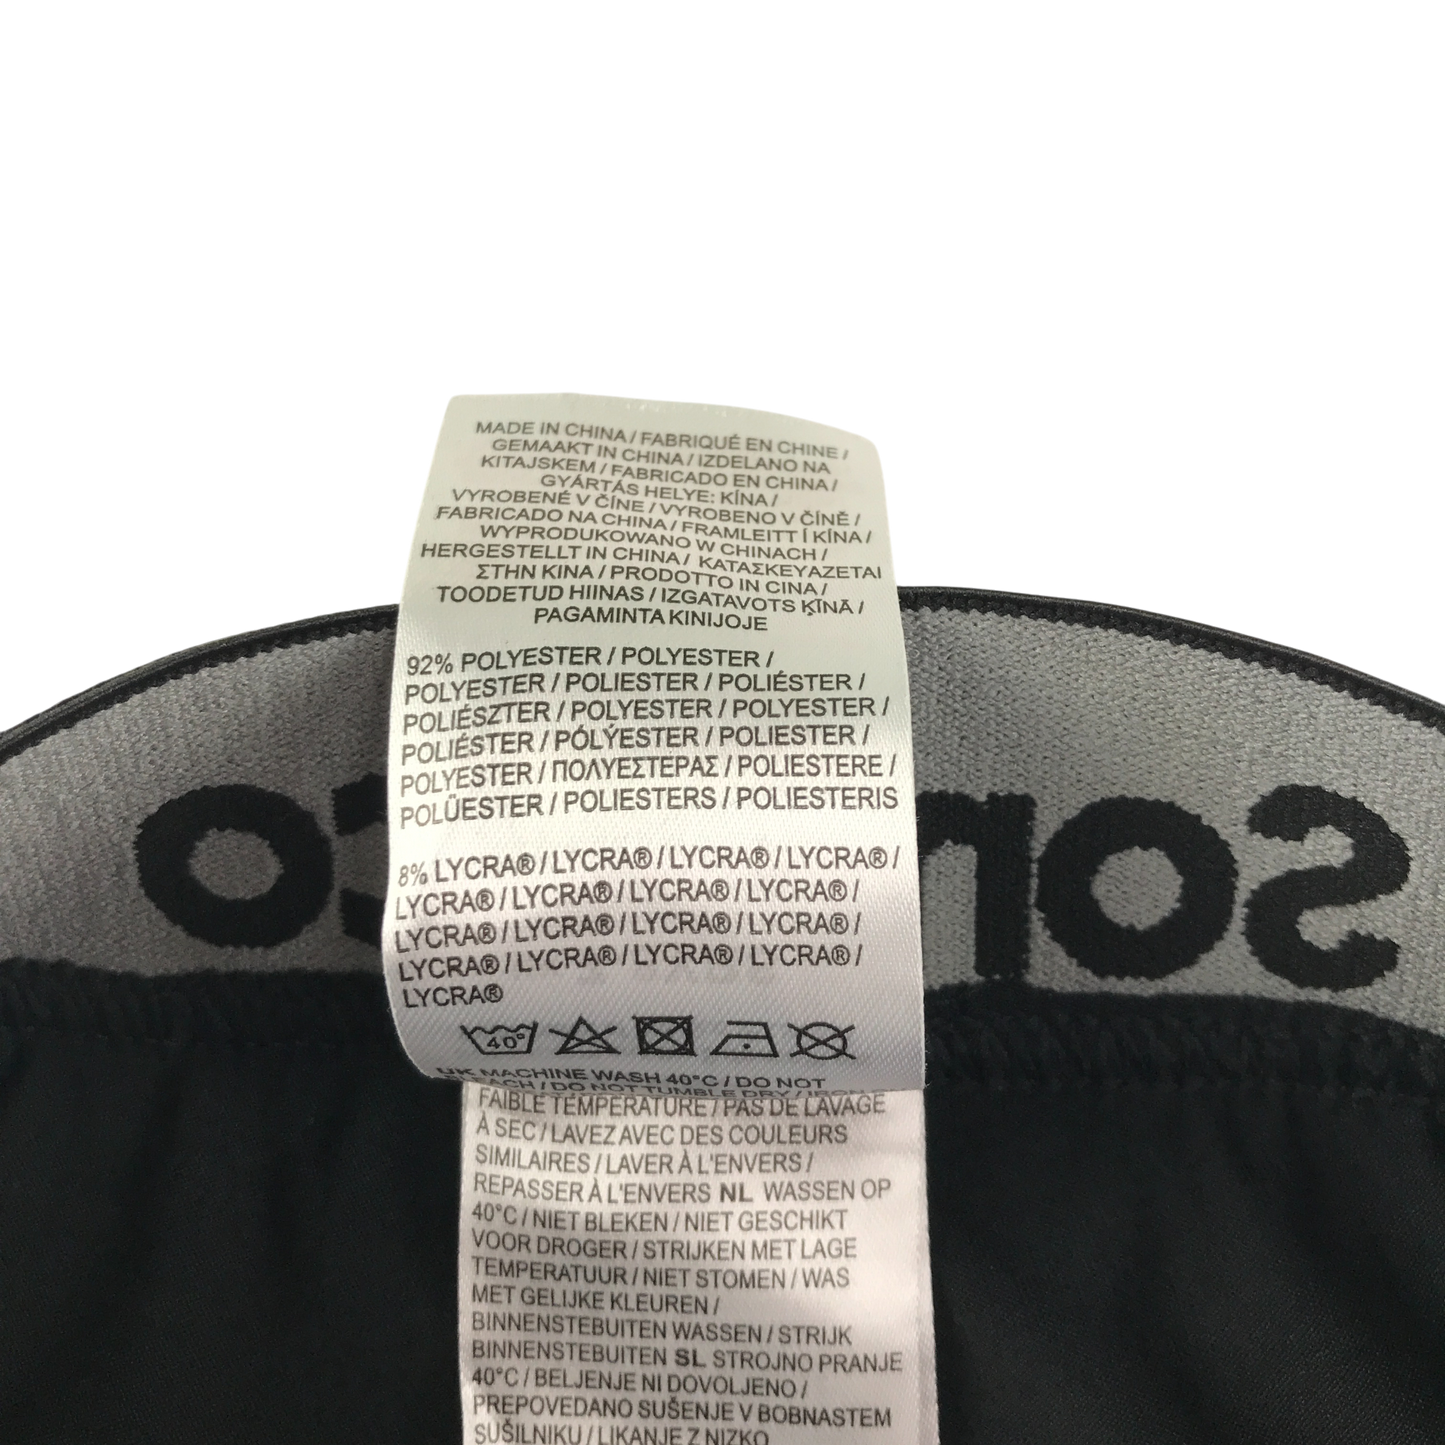 MADE IN CHINA / FABRIQUÉ EN CHINE /
GEMAAKT IN CHINA / IZDELANO NA
KITAJSKEM / FABRICADO EN CHINA /
GYÁRTÁS HELYE: KÍNA /
VYROBENÉ V ČÍNE / VYROBENO V ČÍNĚ /
FABRICADO NA CHINA / FRAMLEITT Í KÍNA /
WYPRODUKOWANO W CHINACH /
HERGESTELLT IN CHINA / ΚΑΤΑΣΚΕΥΑΖΕΤΑΙ
ΣΤΗΝ ΚΙΝΑ / PRODOTTO IN CINA /
TOODETUD HIINAS / IZGATAVOTS ĶĪNĀ /
PAGAMINTA KINIJOJE
92% POLYESTER / POLYESTER /
POLYESTER / POLIESTER / POLIÉSTER /
POLIÉSZTER / POLYESTER / POLYESTER /
POLIÉSTER / PÓLÝESTER / POLIESTER /
POLYESTER / ΠΟΛΥΕΣΤΕΡΑΣ / POLIESTERE /
POLÜESTER / POLIESTERS / POLIESTERIS
8% LYCRA® / LYCRA® / LYCRA® / LYCRA® /
LYCRA® / LYCRA® / LYCRA® / LYCRA® /
LYCRA® / LYCRA® / LYCRA® / LYCRA® /
LYCRA® / LYCRA® / LYCRA® / LYCRA® /
LYCRA®
40°
UK MACHINE WASH 40°C / DO NOT
BLEACH / DO NOT TUMBLE DRY / IRON
FAIBLE TEMPÉRATURE / PAS DE LAVAGE
À SEC / LAVEZ AVEC DES COULEURS
SIMILAIRES / LAVER À L'ENVERS /
REPASSER À L'ENVERS NL WASSEN OP
40°C / NIET BLEKEN / NIET GESCHIKT
VOOR DROGER / STRIJKEN MET LAGE
TEMPERATUUR / NIET STOMEN / WAS
MET GELIJKE KLEUREN /
BINNENSTEBUITEN WASSEN / STRIJK
BINNENSTEBUITEN SL STROJNO PRANJE
40°C / BELJENJE NI DOVOLJENO /
PREPOVEDANO SUŠENJE V BOBNASTEM
SUŠILNIKU / LIKANJE Z NIZKO